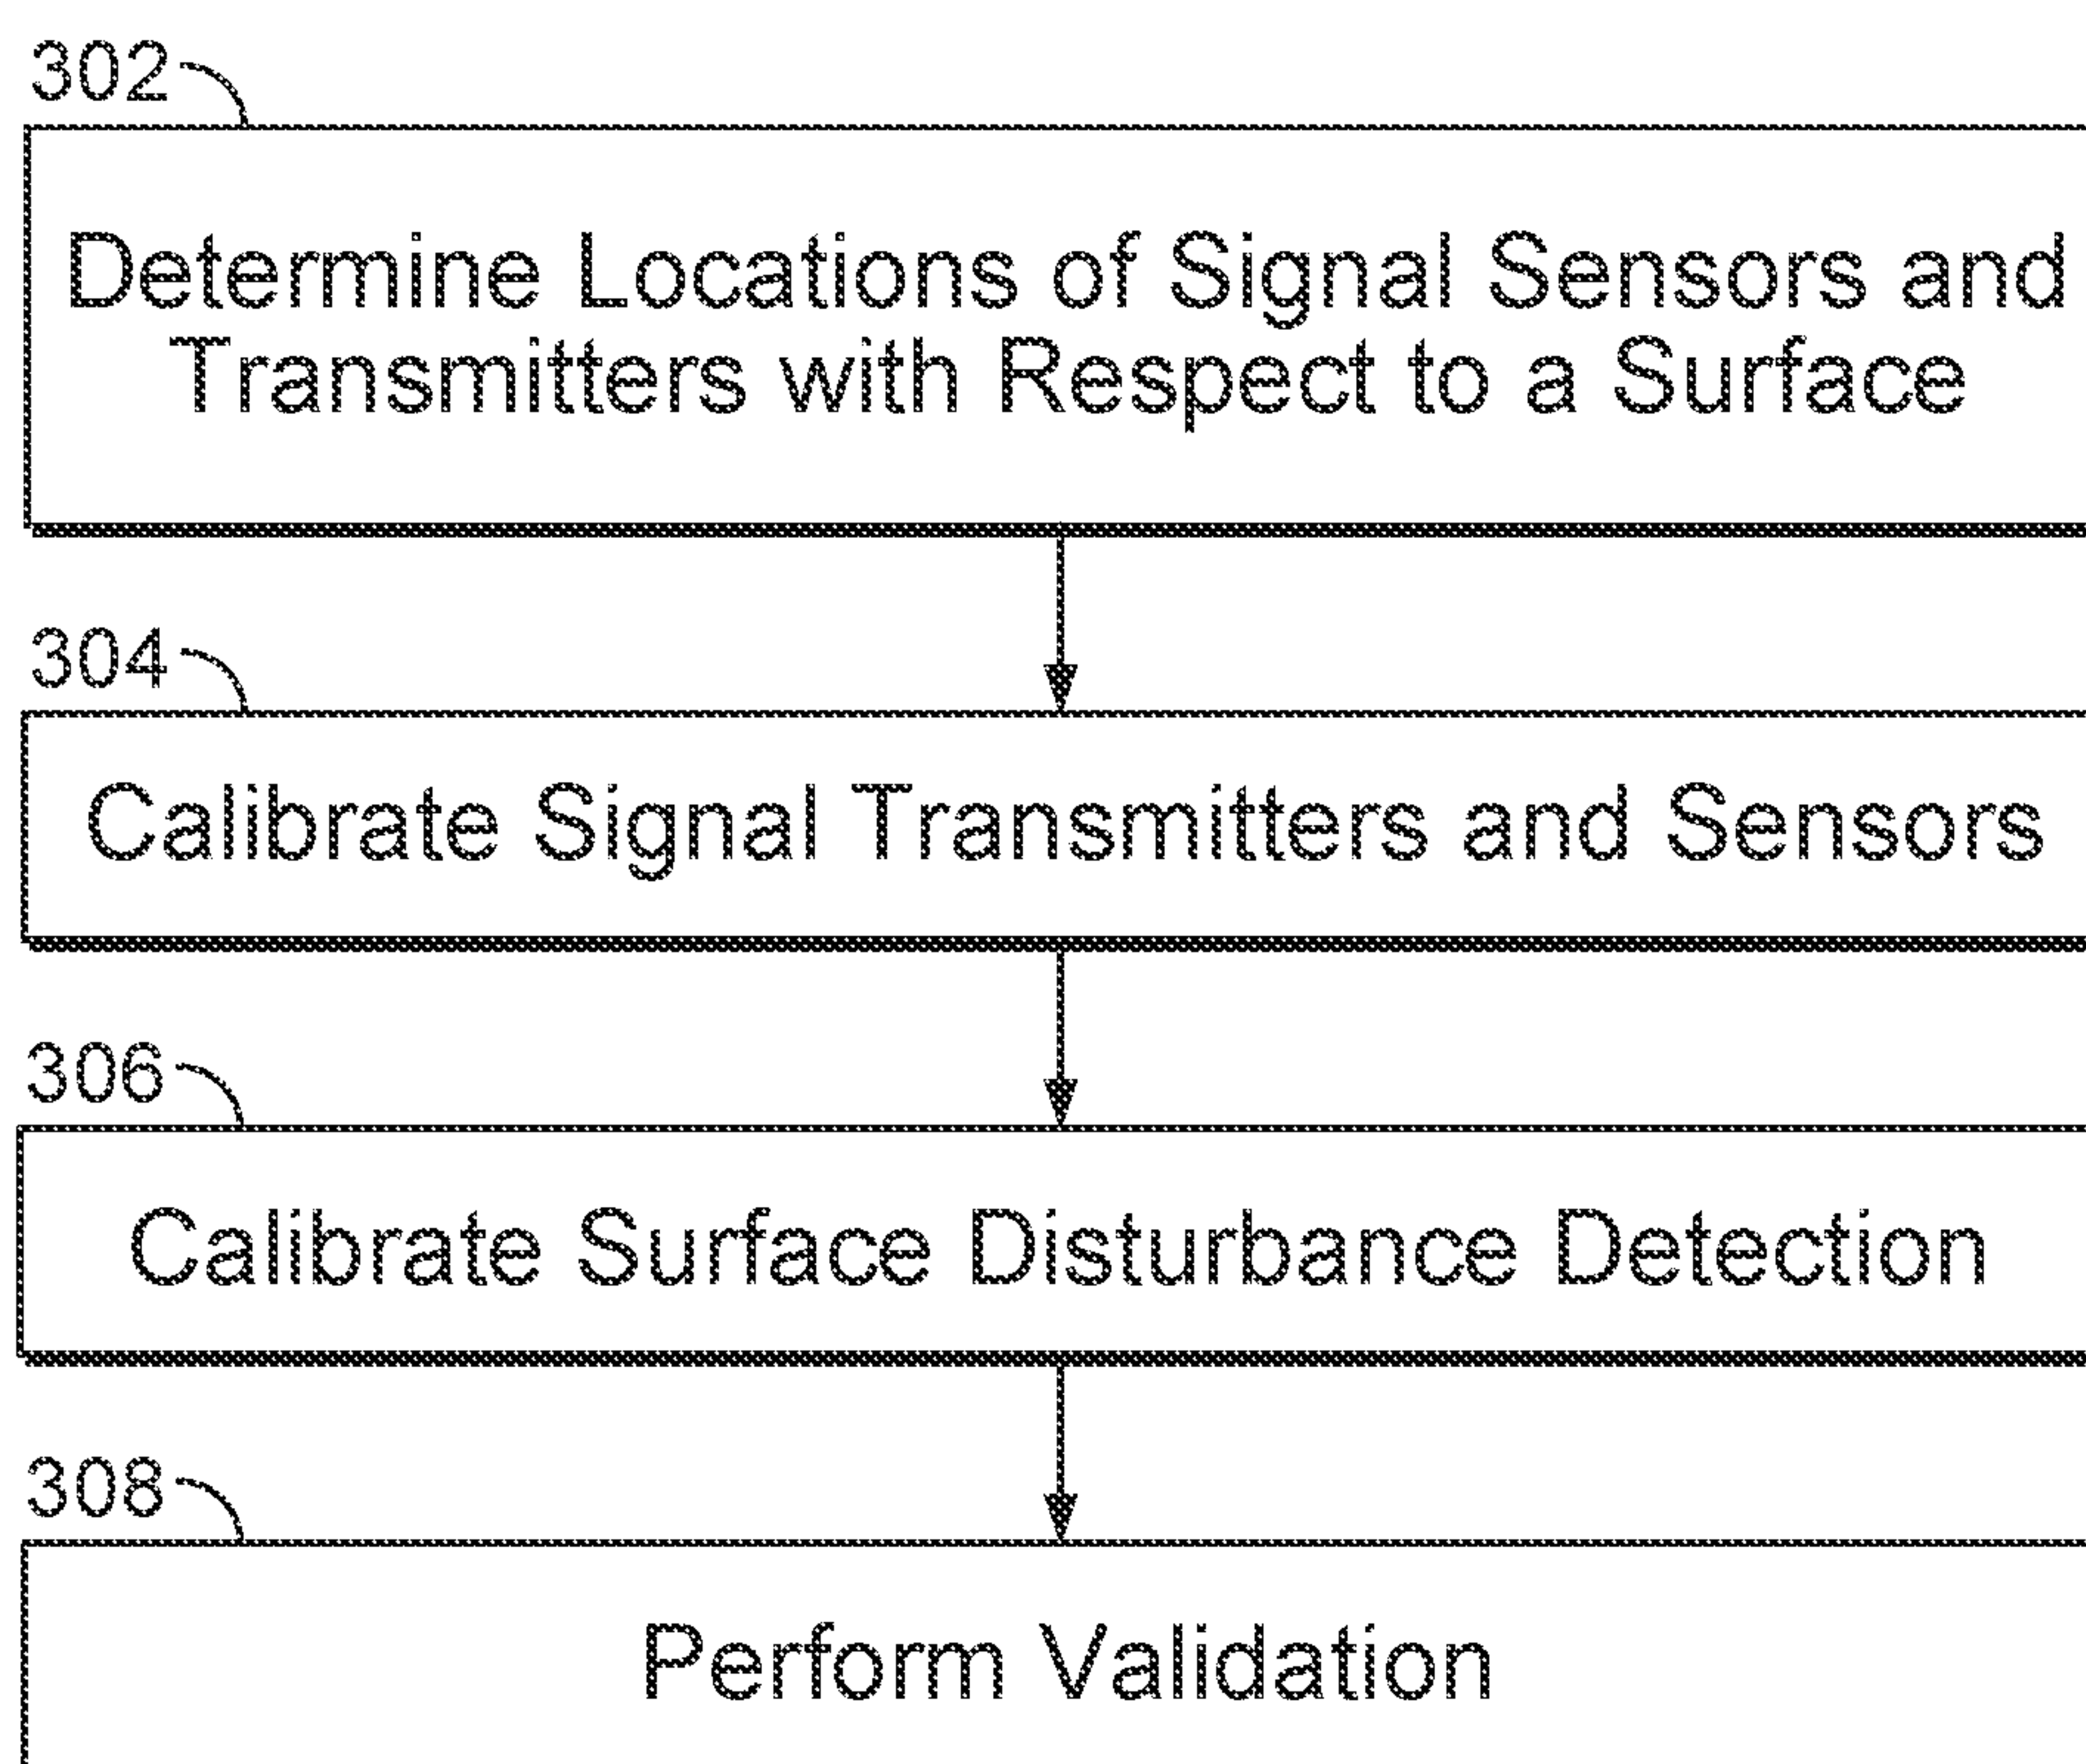 302
Determine Locations of Signal Sensors and
Transmitters with Respect to a Surface
304
Calibrate Signal Transmitters and Sensors
306
Calibrate Surface Disturbance Detection
308
Perform Validation